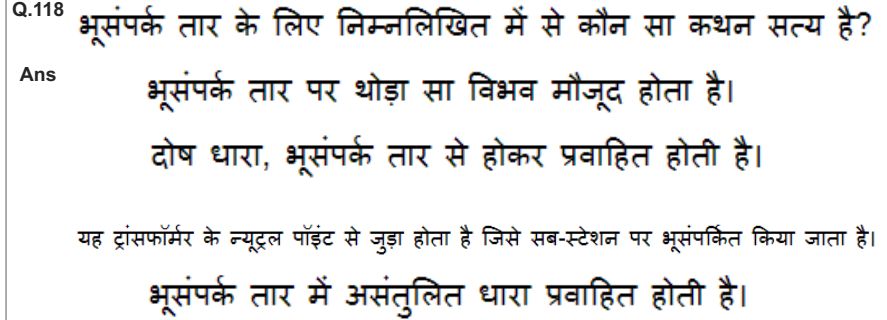 Q.118 भूसंपर्क तार के लिए निम्नलिखित में से कौन सा कथन सत्य है?
Ans
भूसंपर्क तार पर थोड़ा सा विभव मौजूद होता है।
दोष धारा, भूसंपर्क तार से होकर प्रवाहित होती है।
यह ट्रांसफॉर्मर के न्यूट्रल पॉइंट से जुड़ा होता है जिसे सब-स्टेशन पर भूसंपर्कित किया जाता है।
भूसंपर्क तार में असंतुलित धारा प्रवाहित होती है।